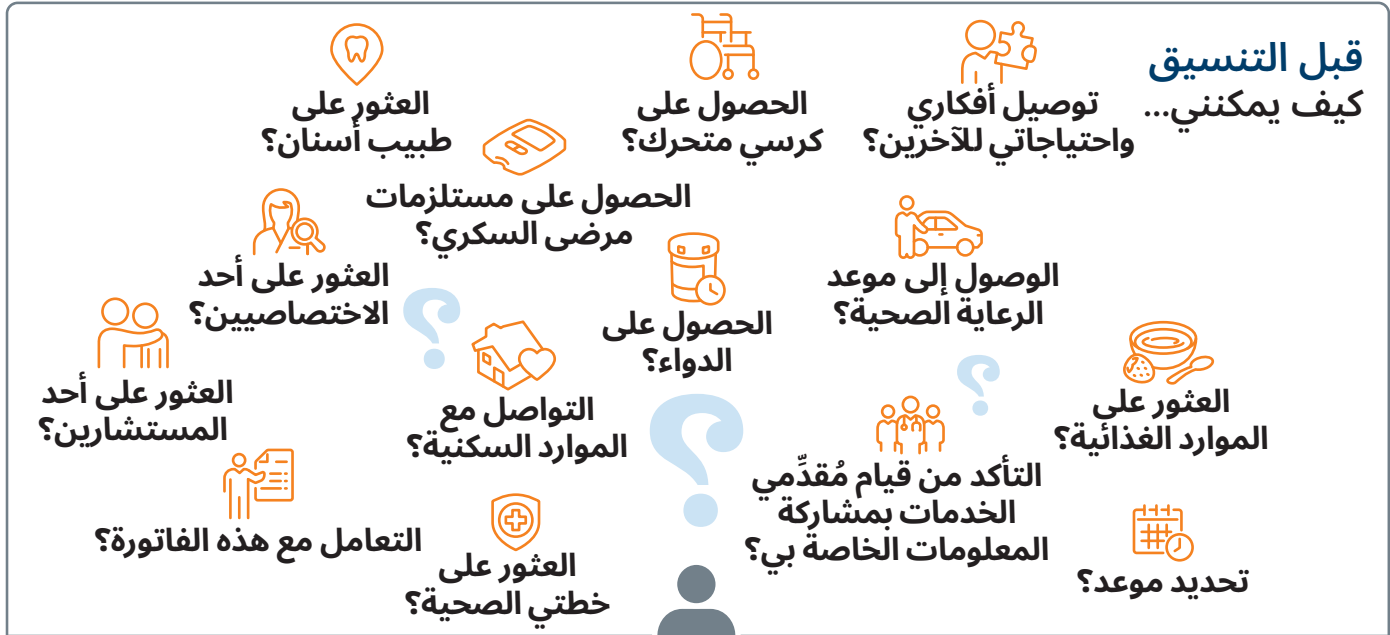 قبل التنسيق
كيف يمكنني...
توصيل أفكاري
واحتياجاتي للآخرين؟
الحصول على
كرسي متحرك؟
العثور على
طبيب أسنان؟
الحصول على مستلزمات
مرضى السكري؟
الوصول إلى موعد
الرعاية الصحية؟
العثور على أحد
الاختصاصيين؟
الحصول على
الدواء؟
العثور على
الموارد الغذائية؟
التواصل مع
الموارد السكنية؟
العثور على أحد
المستشارين؟
التأكد من قيام مُقدِّمي
الخدمات بمشاركة
المعلومات الخاصة بي؟
التعامل مع هذه الفاتورة؟
العثور على
خطتي الصحية؟
تحديد موعد؟